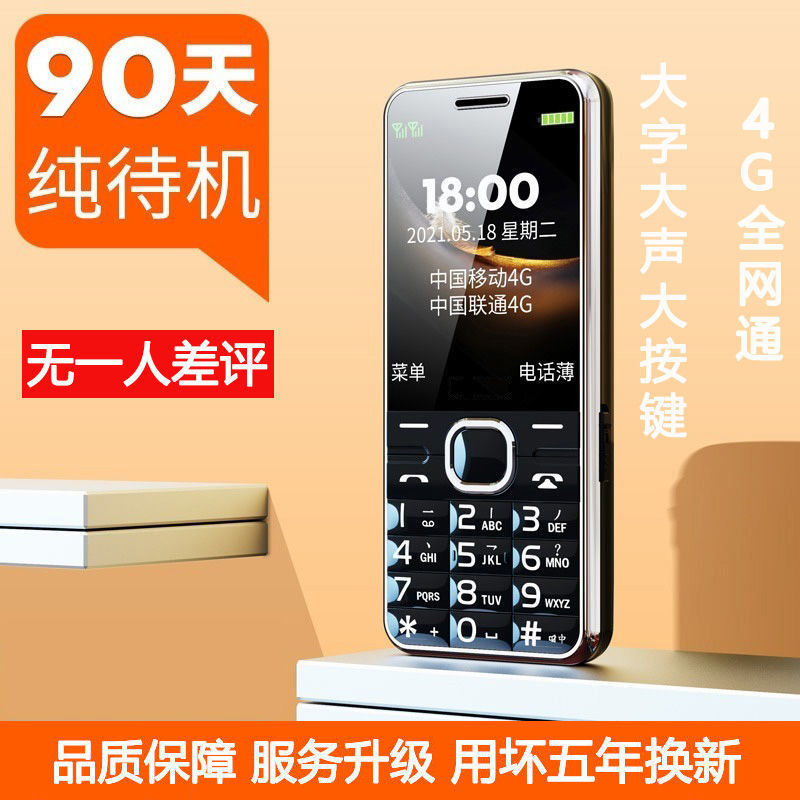 90天
纯待机
无一人差评
大字大声大按键
4G全网通
18:00
2021.05.18 星期二
中国移动4G
中国联通4G
菜单 电话薄
1
2 ABC 3 DEF
4 GHI 5 JKL 6 MNO
7 PQRS 8 TUV 9 WXYZ
* + 0 #
品质保障 服务升级 用坏五年换新